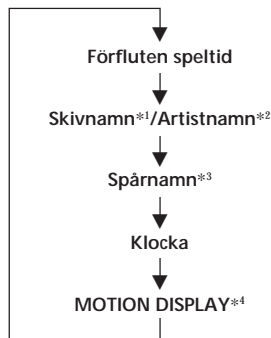 Förfluten speltid
Skivnamn*1/Artistnamn*2
Spårnamn*3
Klocka
MOTION DISPLAY*4